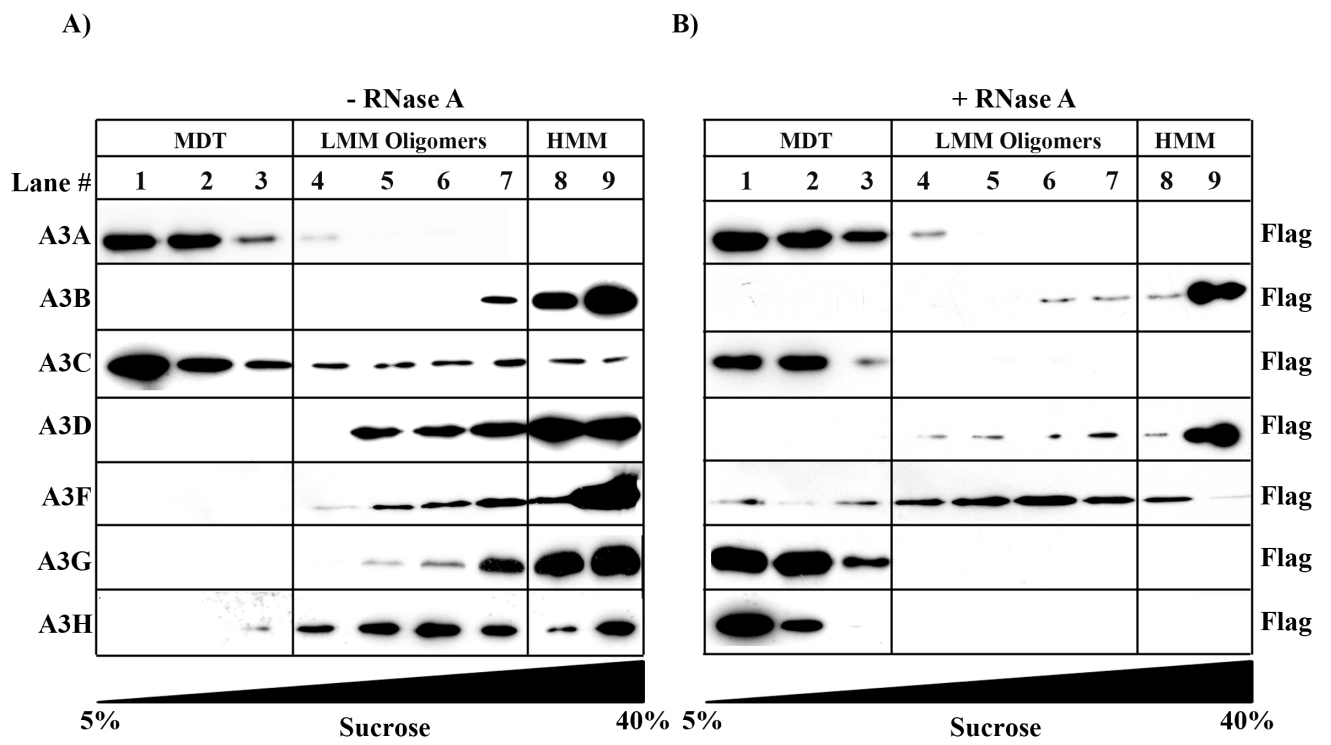 A)
- RNase A
MDT LMM Oligomers HMM
Lane # 1 2 3 4 5 6 7 8 9
A3A
A3B
A3C
A3D
A3F
A3G
A3H
5% Sucrose 40%
B)
+ RNase A
MDT LMM Oligomers HMM
1 2 3 4 5 6 7 8 9
Flag
Flag
Flag
Flag
Flag
Flag
Flag
5% Sucrose 40%